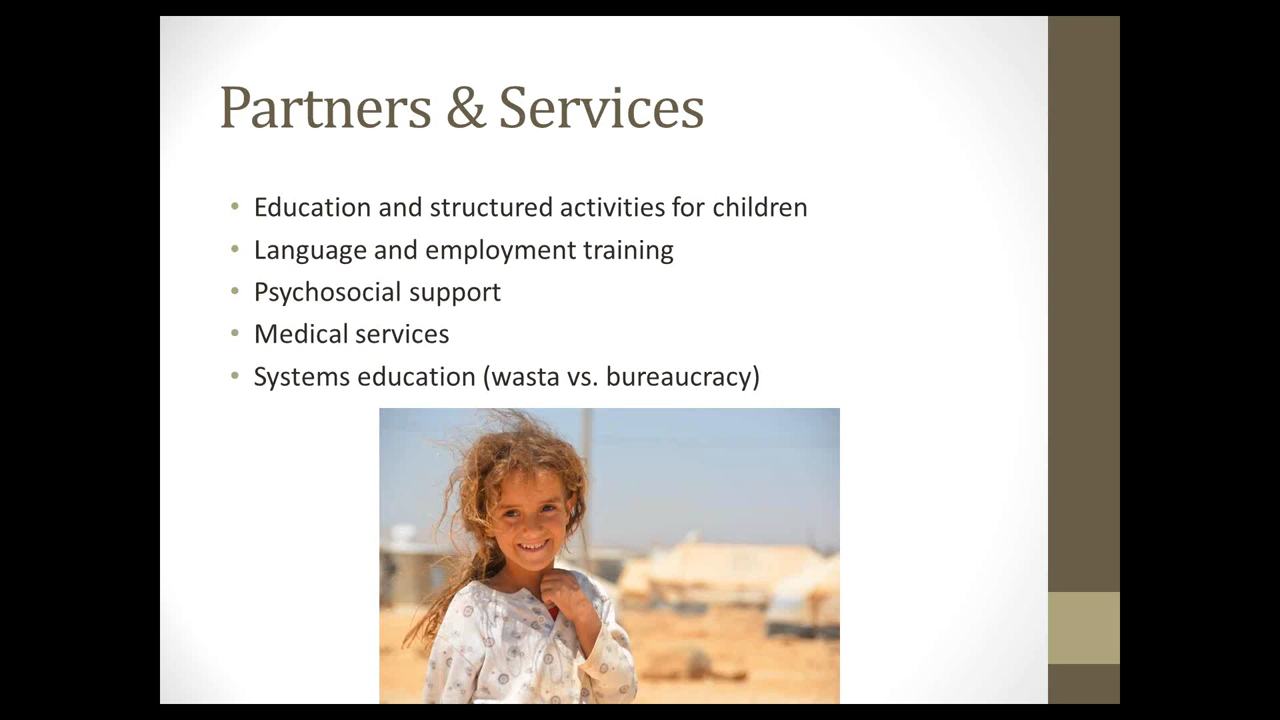 Partners & Services
• Education and structured activities for children
• Language and employment training
• Psychosocial support
• Medical services
• Systems education (wasta vs. bureaucracy)